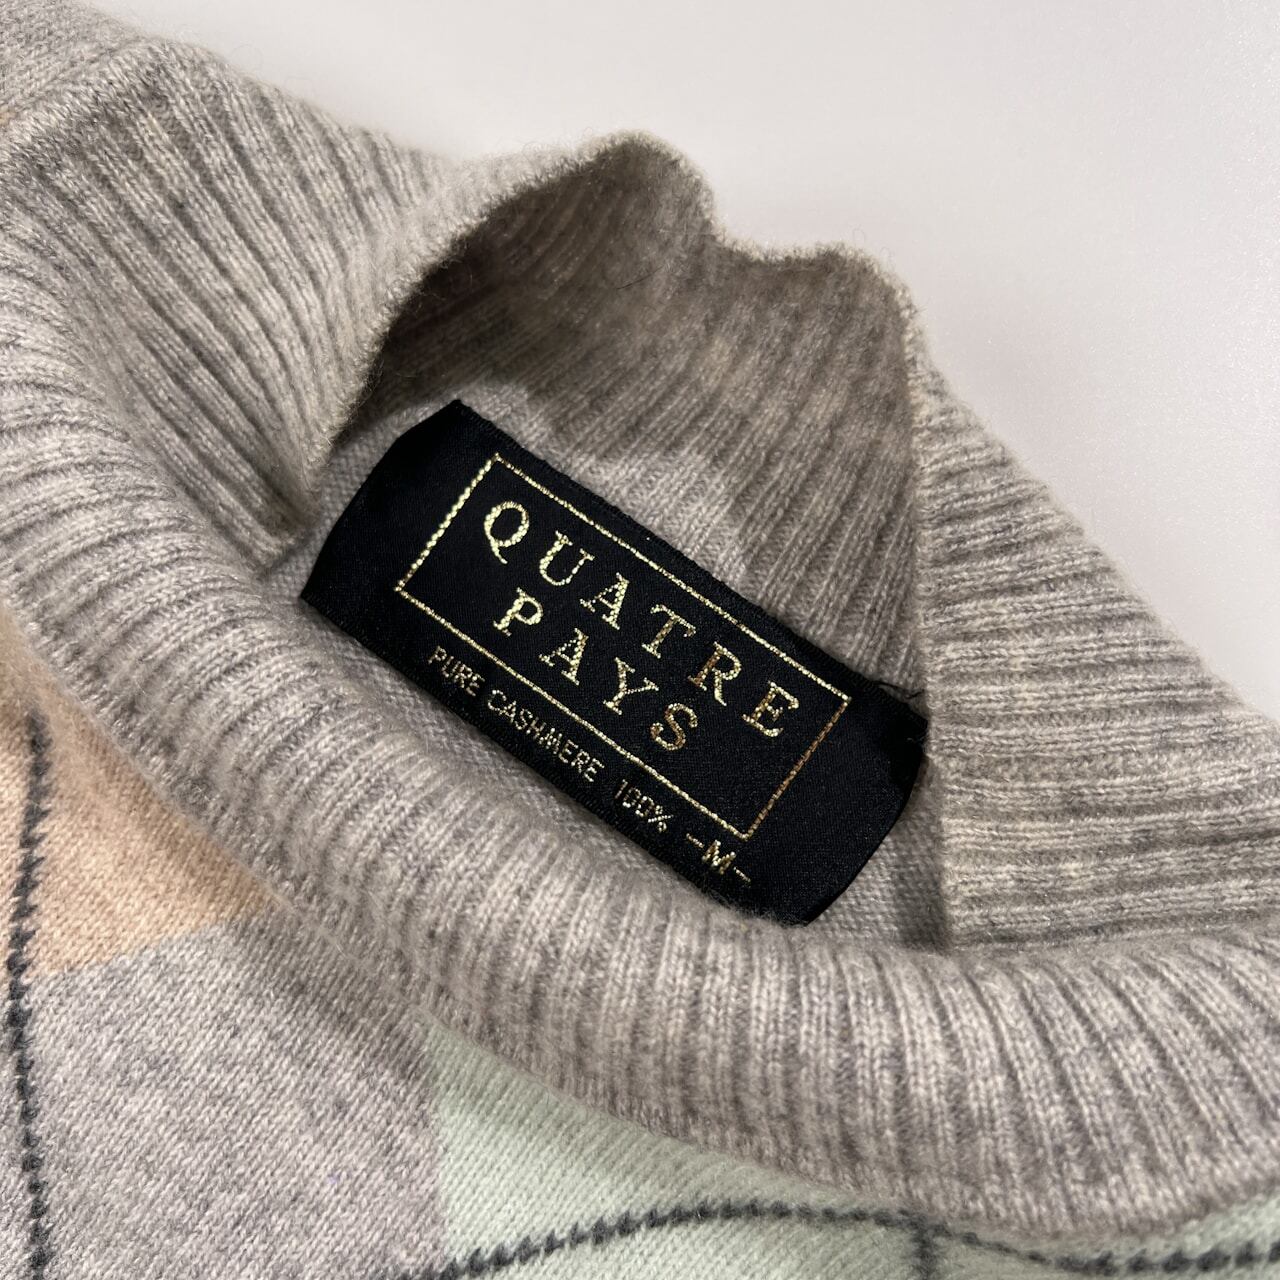 QUATRE
PAYS
PURE CASHMERE 100% -M-